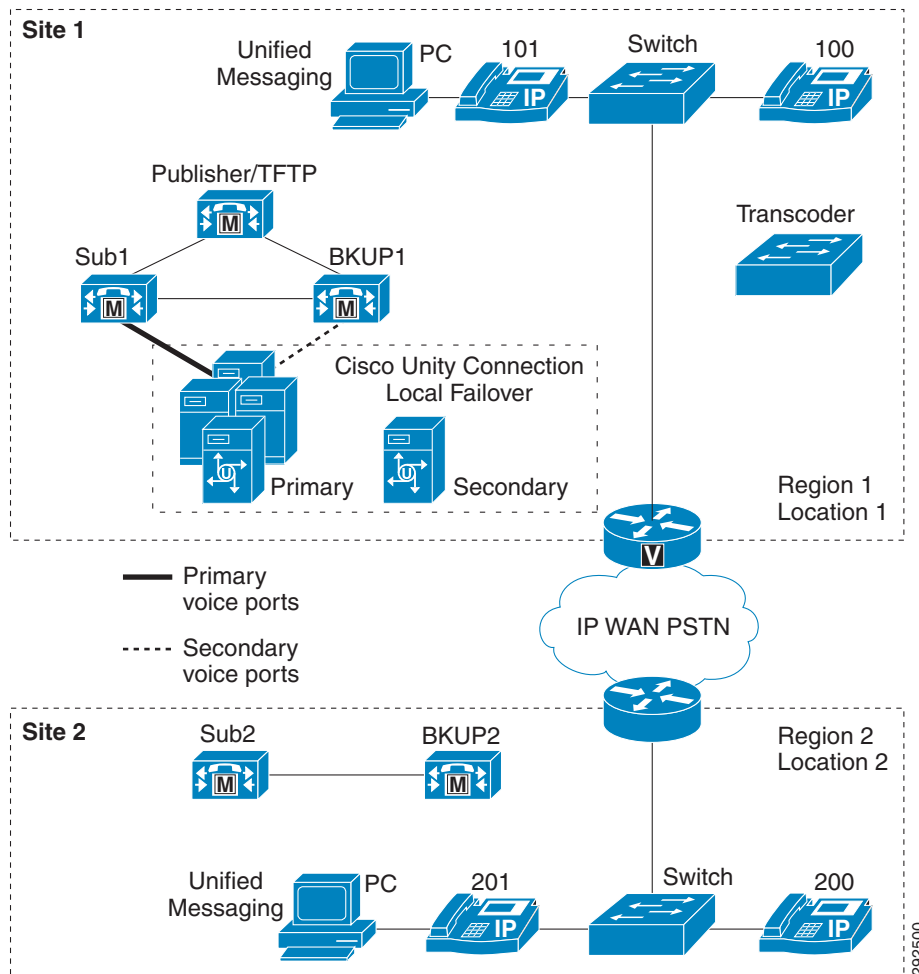 Site 1
Unified
Messaging
PC
101
Switch
100
IP
IP
Publisher/TFTP
M
Transcoder
Sub1
BKUP1
M
M
Cisco Unity Connection
Local Failover
U
Primary
Secondary
Region 1
Location 1
V
Primary
voice ports
IP WAN PSTN
Secondary
voice ports
Site 2
Sub2
BKUP2
Region 2
Location 2
M
M
Unified
Messaging
PC
201
Switch
200
IP
IP
292500